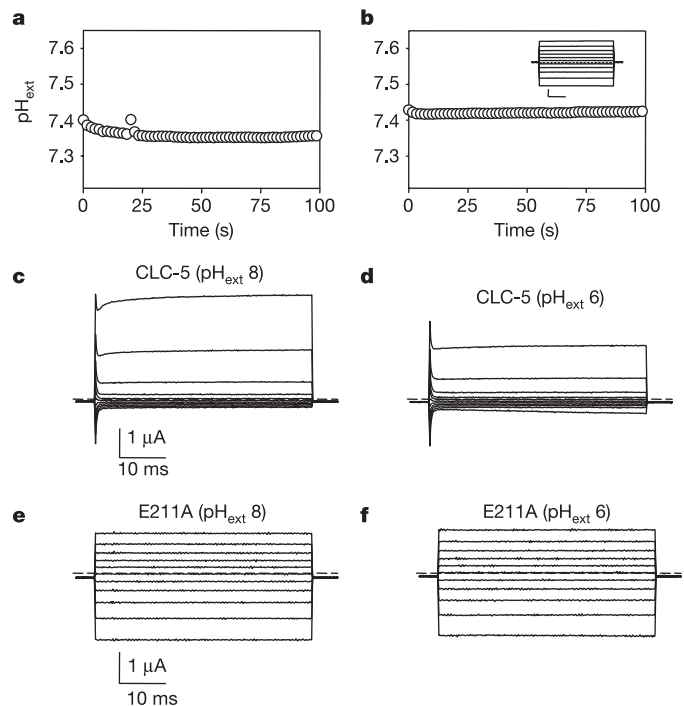 a
b
7.6
7.5
7.4
7.3
pHext
0 25 50 75 100
Time (s)
7.6
7.5
7.4
7.3
0 25 50 75 100
Time (s)
c
CLC-5 (pHext 8)
1 μA
10 ms
d
CLC-5 (pHext 6)
e
E211A (pHext 8)
1 μA
10 ms
f
E211A (pHext 6)